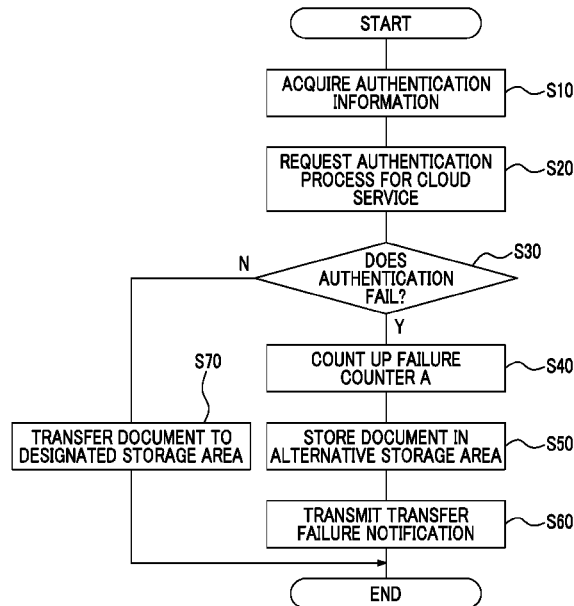 START
ACQUIRE AUTHENTICATION
INFORMATION
S10
REQUEST AUTHENTICATION
PROCESS FOR CLOUD
SERVICE
S20
DOES
AUTHENTICATION
FAIL?
S30
N
Y
COUNT UP FAILURE
COUNTER A
S40
S70
TRANSFER DOCUMENT TO
DESIGNATED STORAGE AREA
STORE DOCUMENT IN
ALTERNATIVE STORAGE AREA
S50
TRANSMIT TRANSFER
FAILURE NOTIFICATION
S60
END